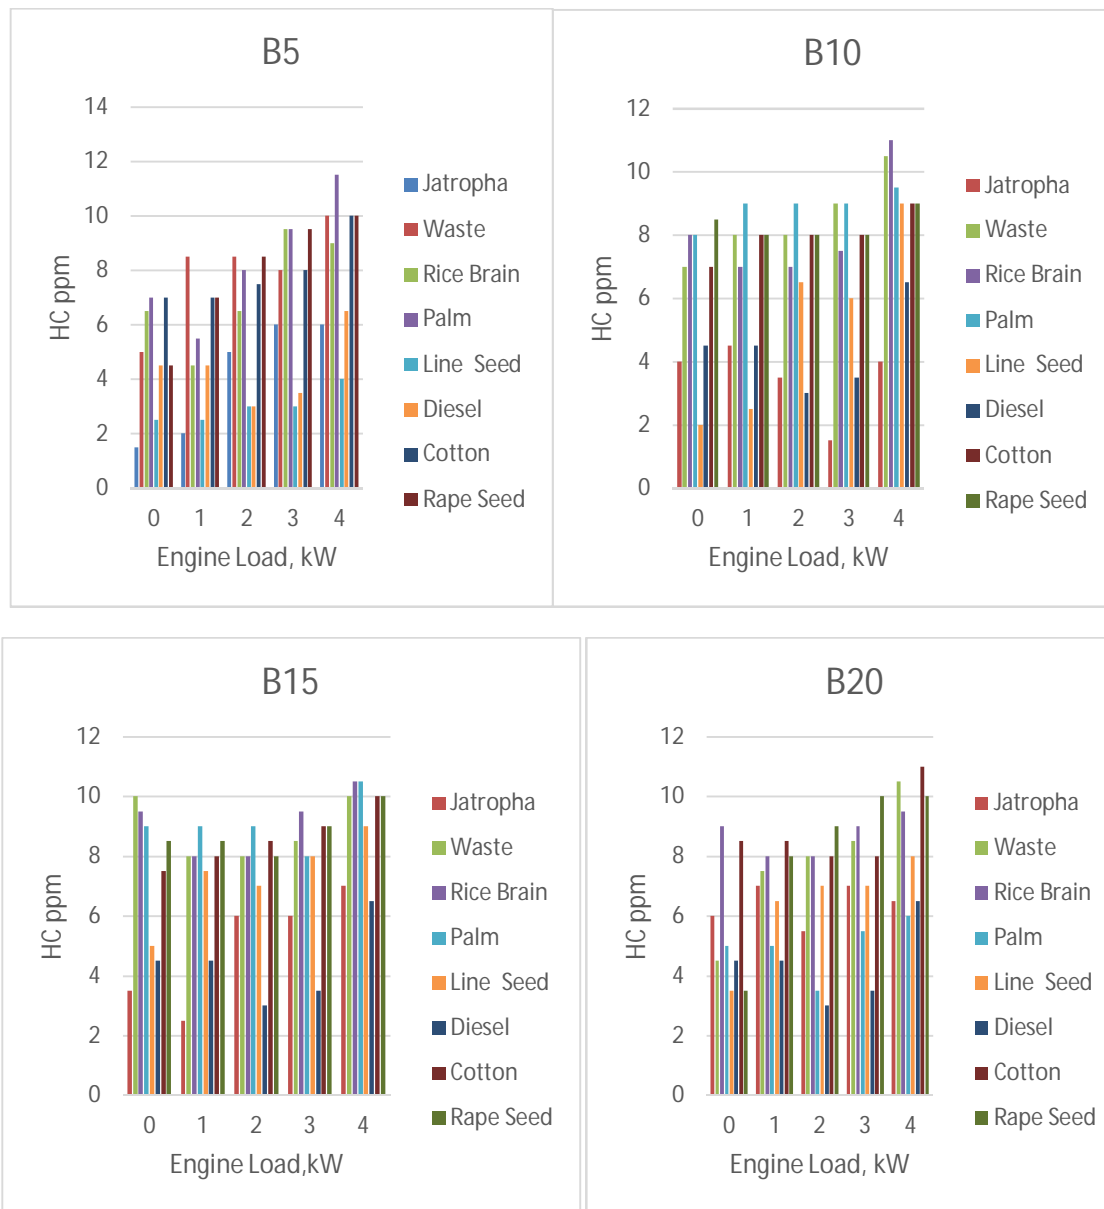 B5
14
12
10
8
6
4
2
0
HC ppm
0 1 2 3 4
Engine Load, kW
Jatropha
Waste
Rice Brain
Palm
Line Seed
Diesel
Cotton
Rape Seed
B10
12
10
8
6
4
2
0
HC ppm
0 1 2 3 4
Engine Load, kW
Jatropha
Waste
Rice Brain
Palm
Line Seed
Diesel
Cotton
Rape Seed
B15
12
10
8
6
4
2
0
HC ppm
0 1 2 3 4
Engine Load,kW
Jatropha
Waste
Rice Brain
Palm
Line Seed
Diesel
Cotton
Rape Seed
B20
12
10
8
6
4
2
0
HC ppm
0 1 2 3 4
Engine Load, kW
Jatropha
Waste
Rice Brain
Palm
Line Seed
Diesel
Cotton
Rape Seed